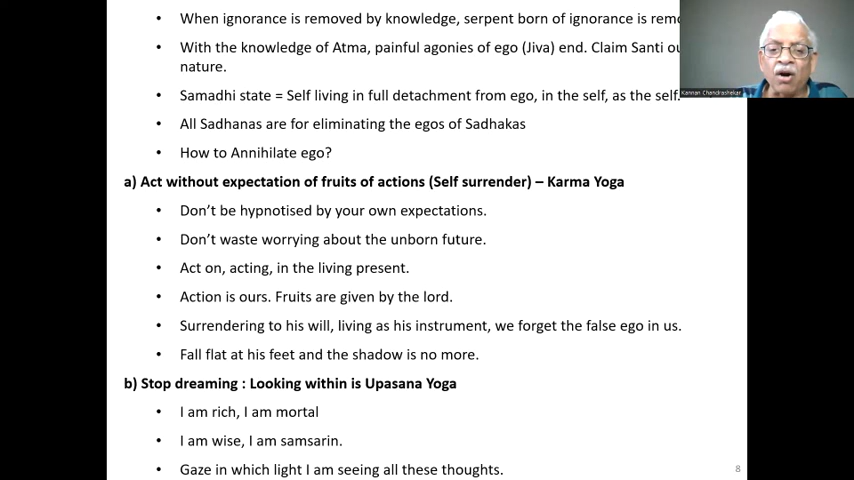 • When ignorance is removed by knowledge, serpent born of ignorance is
• With the knowledge of Atma, painful agonies of ego (Jiva) end. Claim Santi
nature.
• Samadhi state = Self living in full detachment from ego, in the self, as the self.
Kannan Chandrashekar
• All Sadhanas are for eliminating the egos of Sadhakas
• How to Annihilate ego?
a) Act without expectation of fruits of actions (Self surrender) – Karma Yoga
• Don’t be hypnotised by your own expectations.
• Don’t waste worrying about the unborn future.
• Act on, acting, in the living present.
• Action is ours. Fruits are given by the lord.
• Surrendering to his will, living as his instrument, we forget the false ego in us.
• Fall flat at his feet and the shadow is no more.
b) Stop dreaming : Looking within is Upasana Yoga
• I am rich, I am mortal
• I am wise, I am samsarin.
• Gaze in which light I am seeing all these thoughts.
8